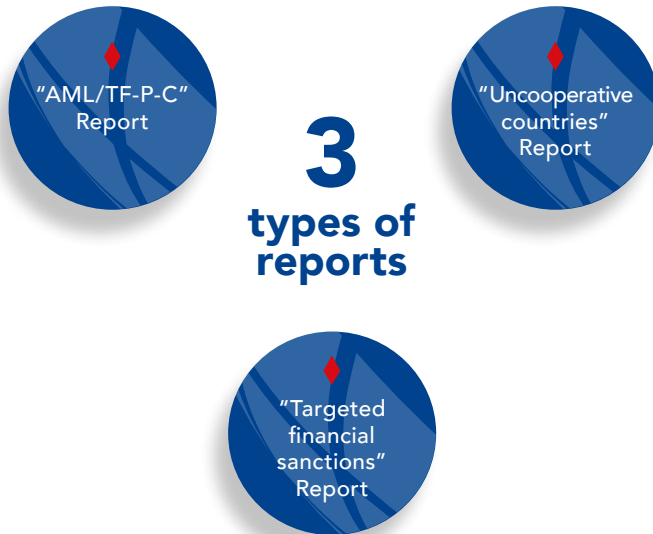 “AML/TF-P-C”
Report
“Uncooperative
countries”
Report
3
types of
reports
“Targeted
financial
sanctions”
Report